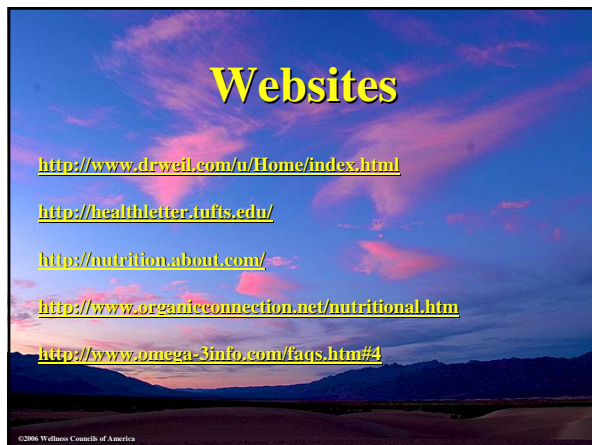 Websites
http://www.drweil.com/u/Home/index.html
http://healthletter.tufts.edu/
http://nutrition.about.com/
http://www.organicconnection.net/nutritional.htm
http://www.omega-3info.com/faqs.htm#4
©2006 Wellness Councils of America